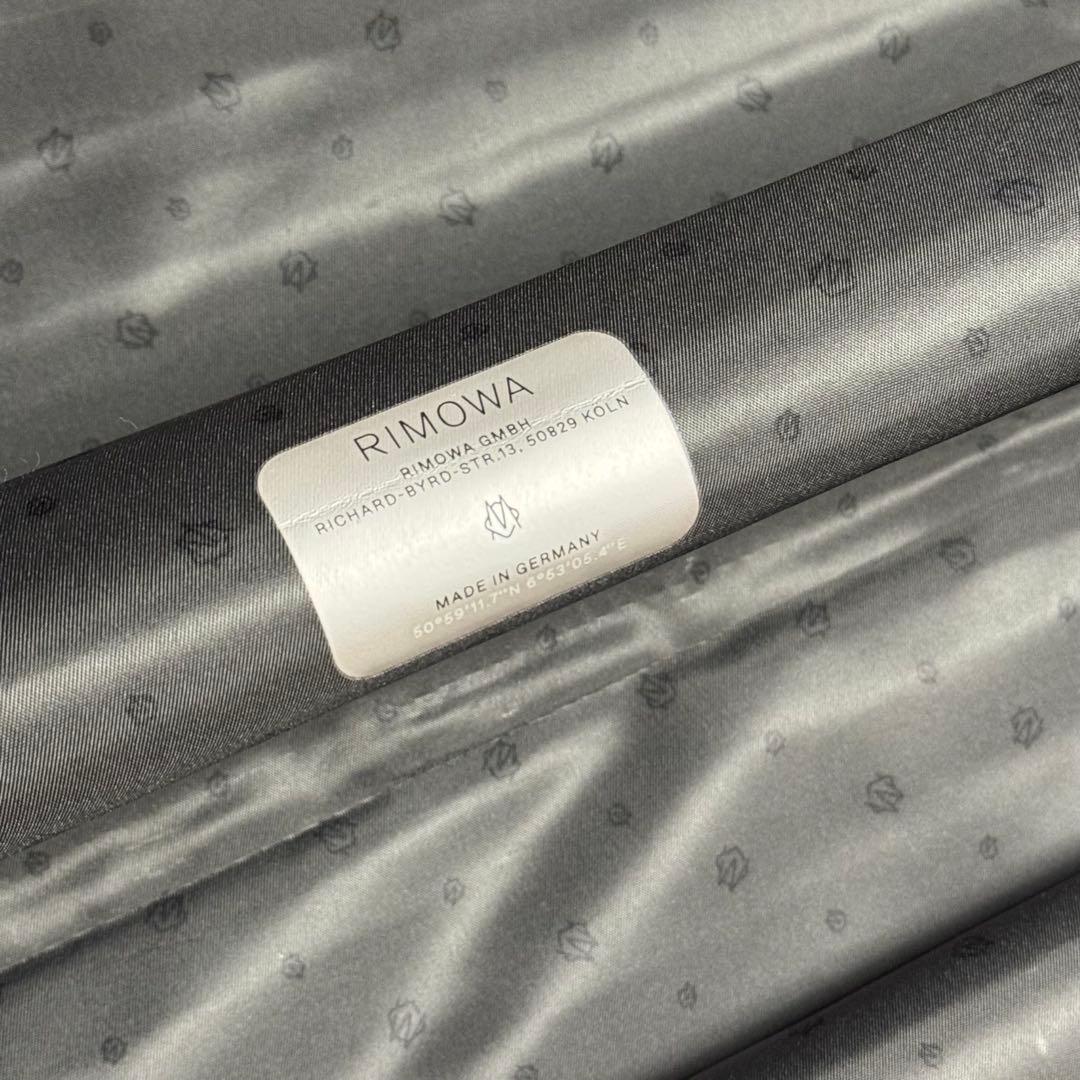 RIMOWA
RIMOWA GMBH
RICHARD-BYRD-STR.13, 50829 KÖLN
MADE IN GERMANY
50°59'11.7"N 6°53'05.4"E